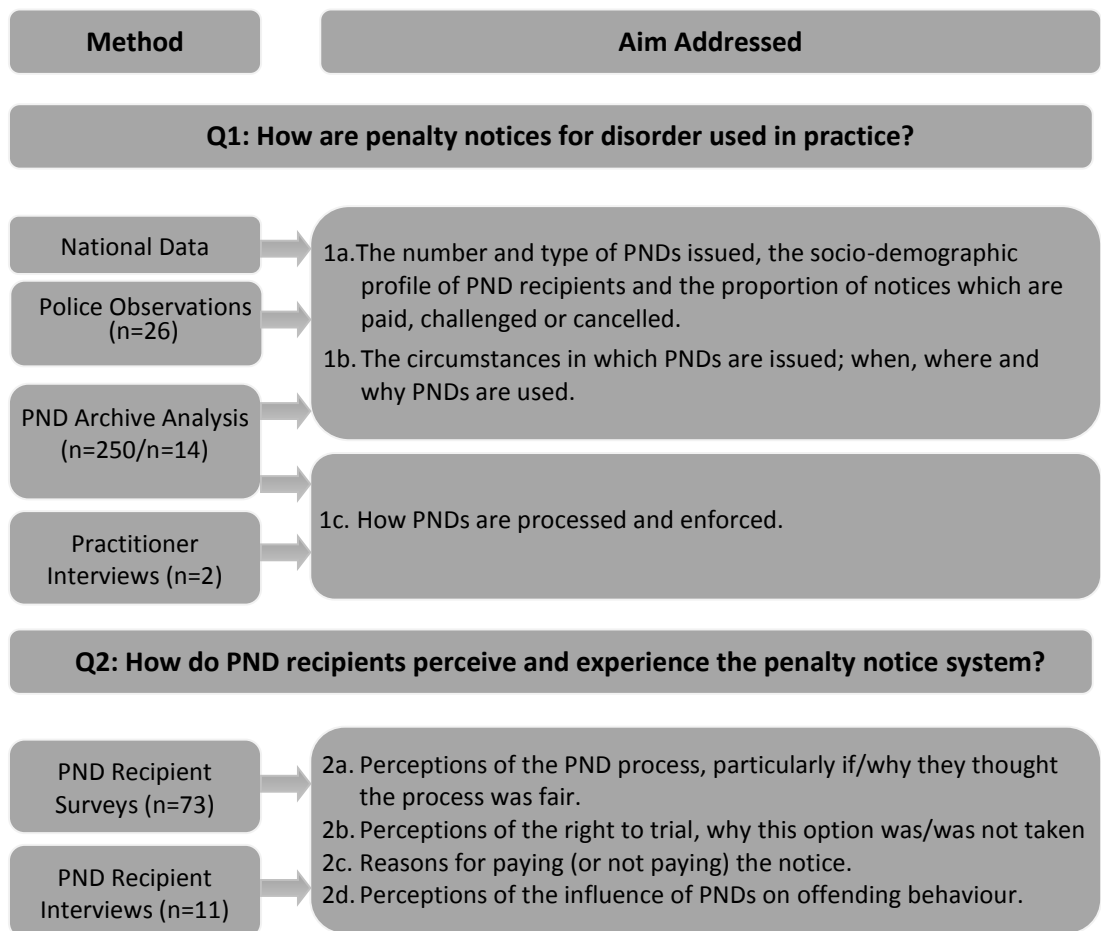 Method
Aim Addressed
Q1: How are penalty notices for disorder used in practice?
National Data
Police Observations
(n=26)
PND Archive Analysis
(n=250/n=14)
Practitioner
Interviews (n=2)
1a.The number and type of PNDs issued, the socio-demographic
profile of PND recipients and the proportion of notices which are
paid, challenged or cancelled.
1b. The circumstances in which PNDs are issued; when, where and
why PNDs are used.
1c. How PNDs are processed and enforced.
Q2: How do PND recipients perceive and experience the penalty notice system?
PND Recipient
Surveys (n=73)
PND Recipient
Interviews (n=11)
2a. Perceptions of the PND process, particularly if/why they thought
the process was fair.
2b. Perceptions of the right to trial, why this option was/was not taken
2c. Reasons for paying (or not paying) the notice.
2d. Perceptions of the influence of PNDs on offending behaviour.